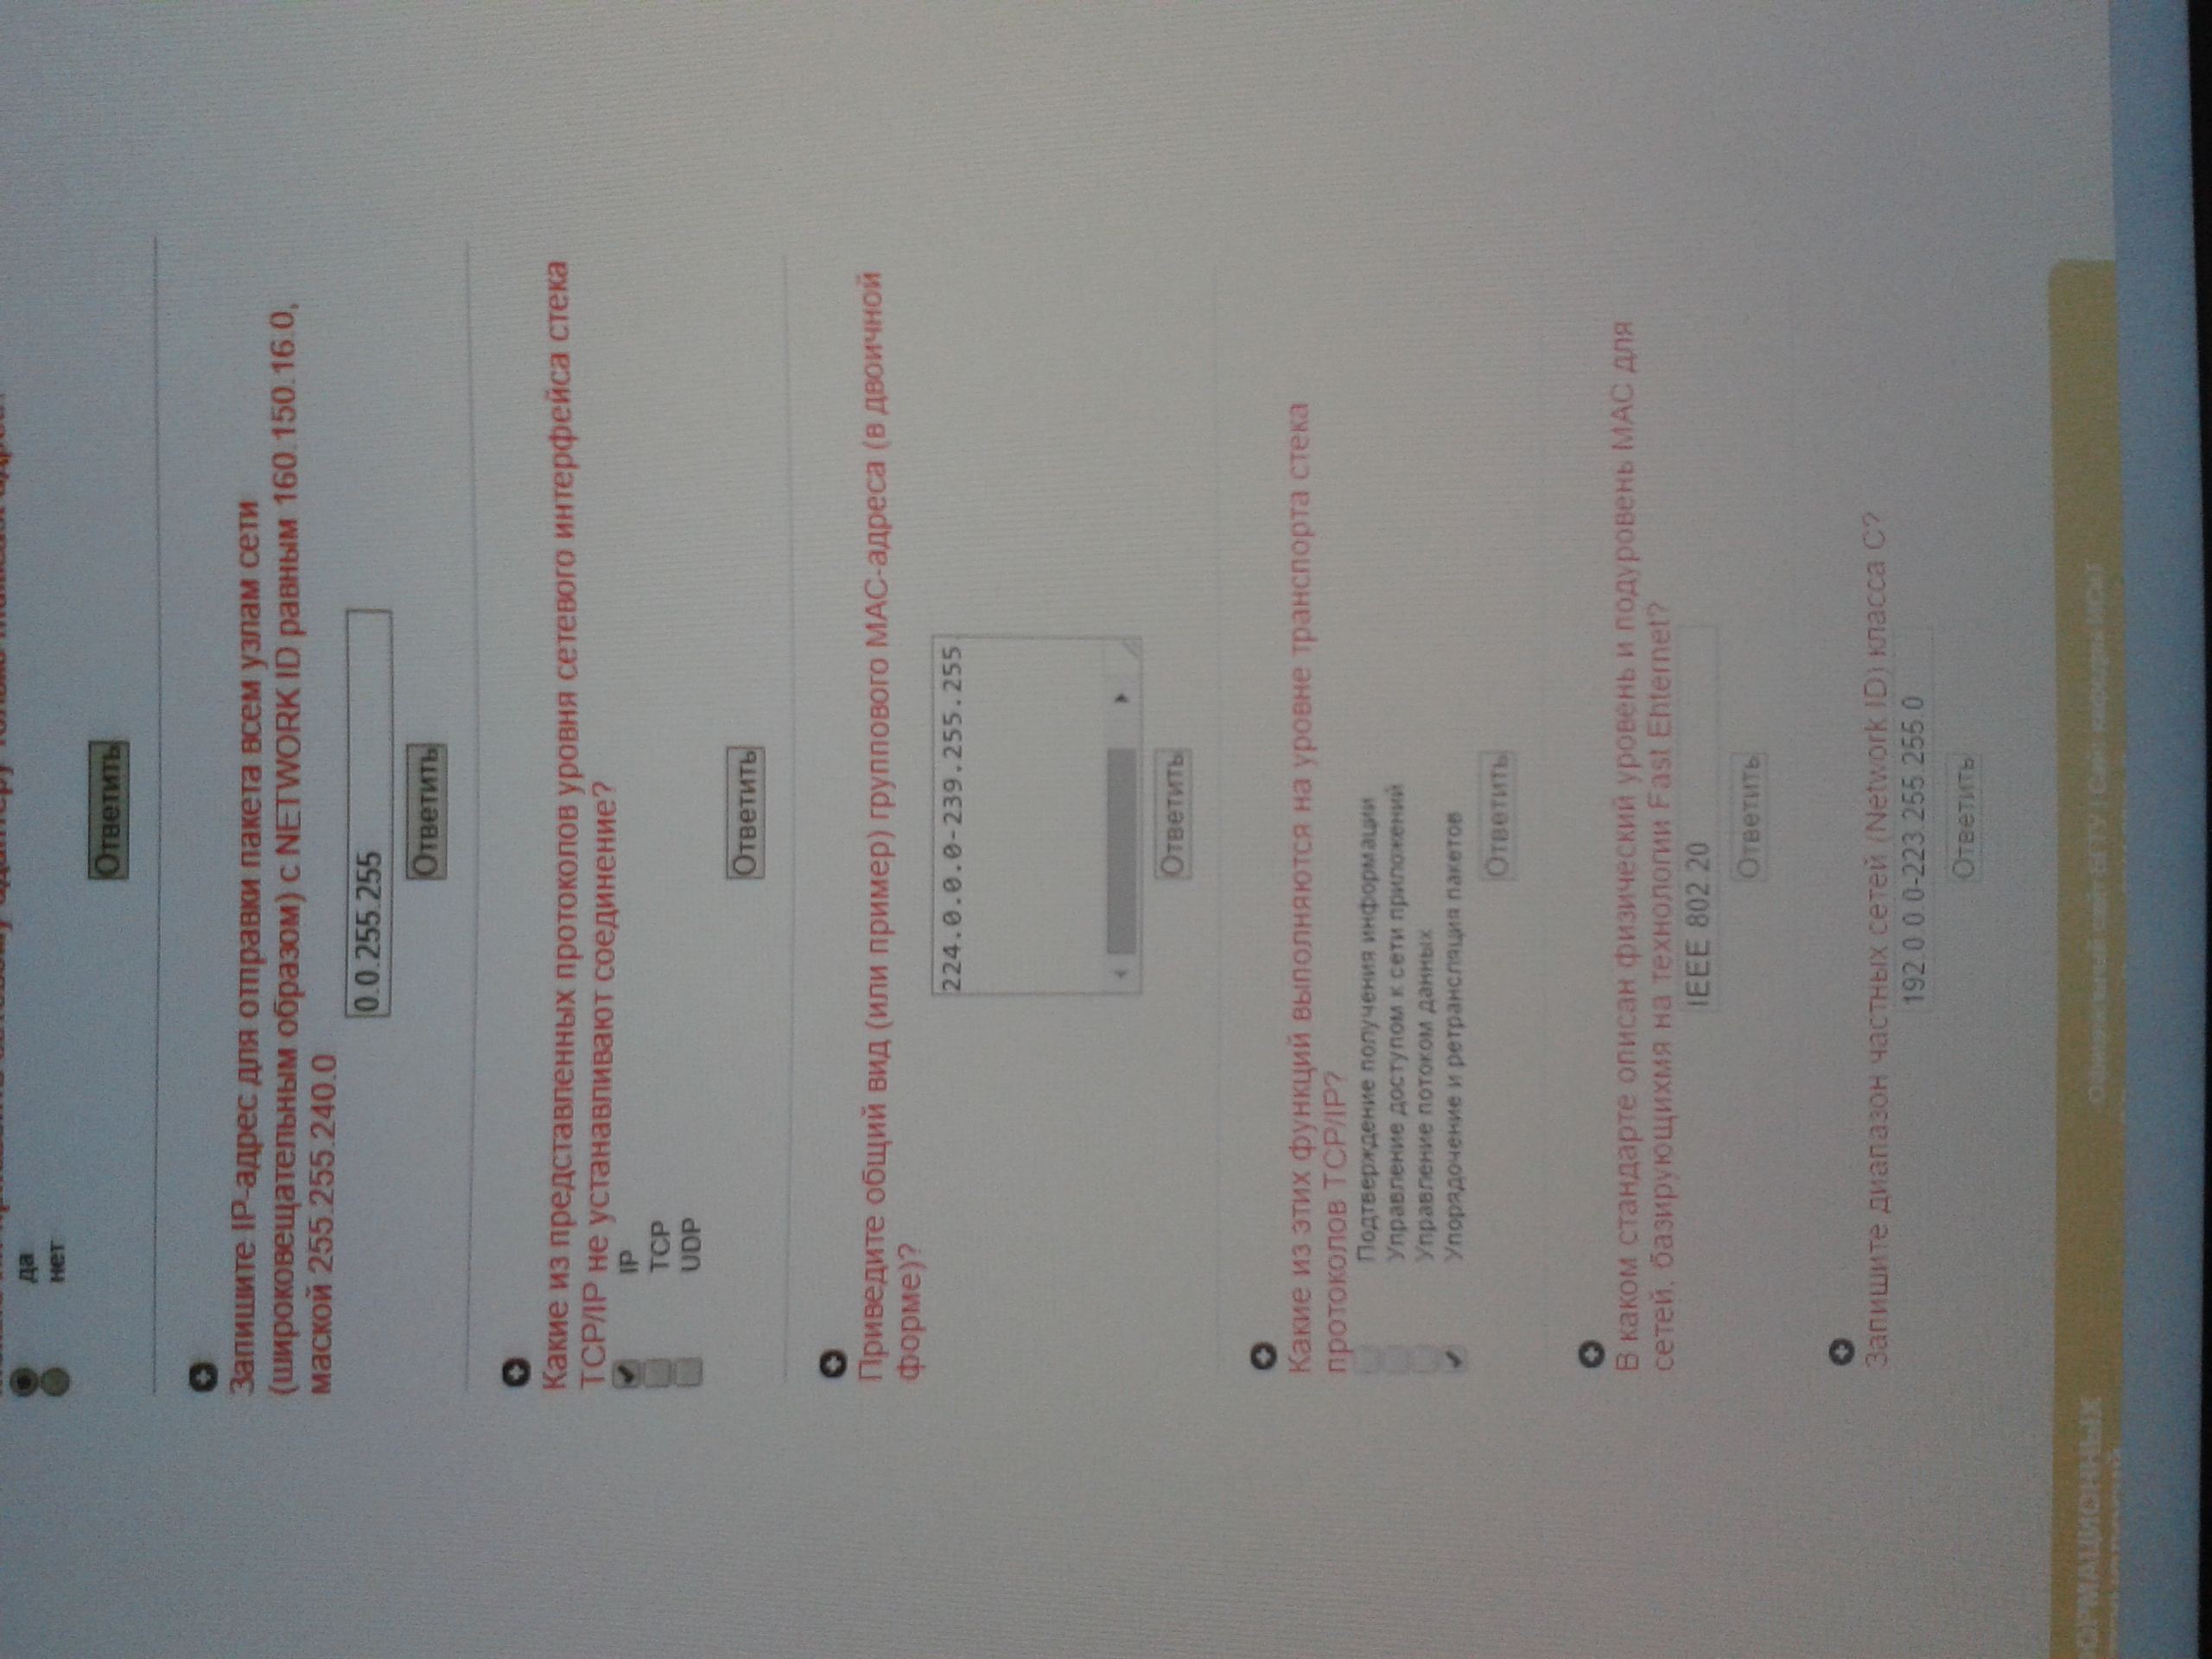 да
нет
Ответить
Запишите IP-адрес для отправки пакета всем узлам сети
(широковещательным образом) с NETWORK ID равным 160.150.16.0,
маской 255.255.240.0
0.0.255.255
Ответить
Какие из представленных протоколов уровня сетевого интерфейса стека
TCP/IP не устанавливают соединение?
IP
TCP
UDP
Ответить
Приведите общий вид (или пример) группового MAC-адреса (в двоичной
форме)?
224.0.0.0-239.255.255
Ответить
Какие из этих функций выполняются на уровне транспорта стека
протоколов TCP/IP?
Подтверждение получения информации
Управление доступом к сети приложений
Управление потоком данных
Упорядочение и ретрансляция пакетов
Ответить
В каком стандарте описан физический уровень и подуровень MAC для
сетей, базирующихмя на технологии Fast Ehternet?
IEEE 802.20
Ответить
Запишите диапазон частных сетей (Network ID) класса C?
192.0.0.0-223.255.255.0
Ответить
ОРМАЦИОННЫХ
Официальный сайт БГТУ | Сайт кафедры ИСиТ